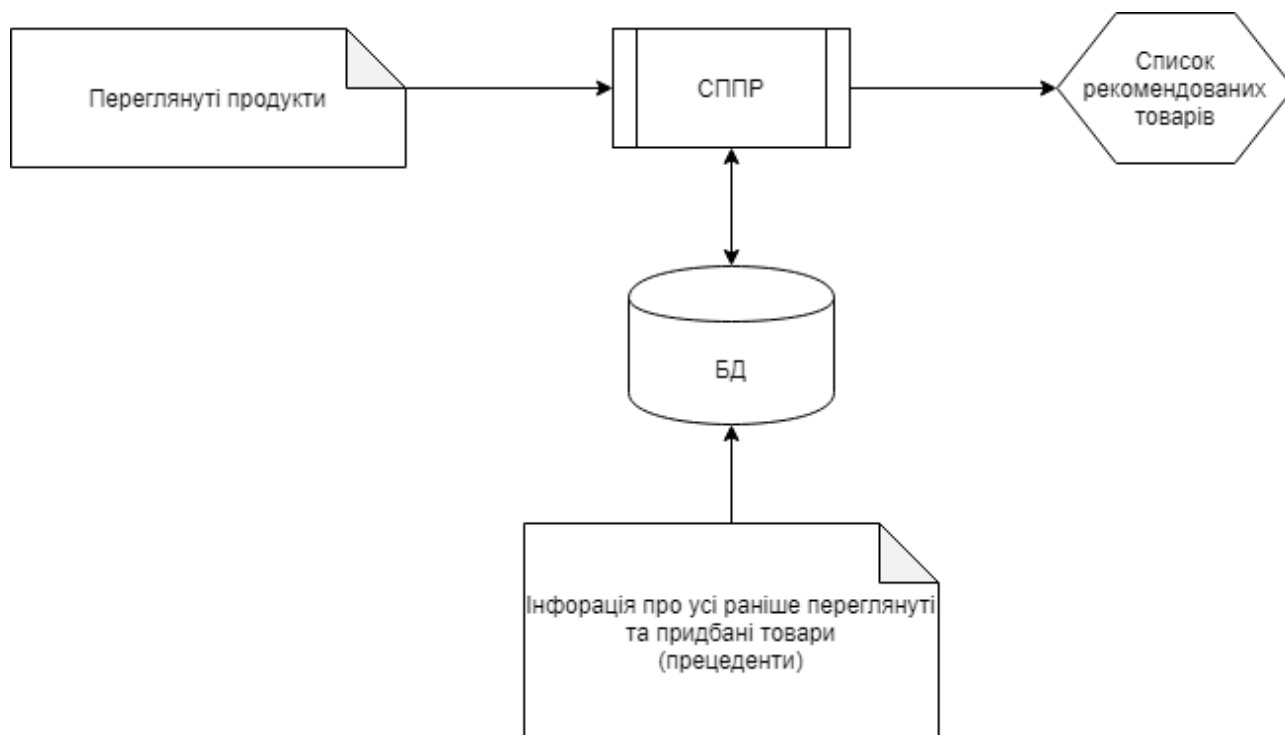 Переглянуті продукти
СППР
Список
рекомендованих
товарів
БД
Інфорація про усі раніше переглянуті
та придбані товари
(прецеденти)